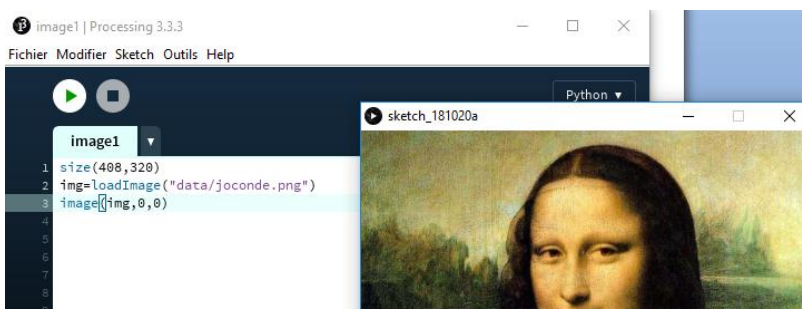 image1 | Processing 3.3.3
Fichier Modifier Sketch Outils Help
Python ▼
sketch_181020a
image1 ▼
1 size(408,320)
2 img=loadImage("data/joconde.png")
3 image(img,0,0)
4
5
6
7
8